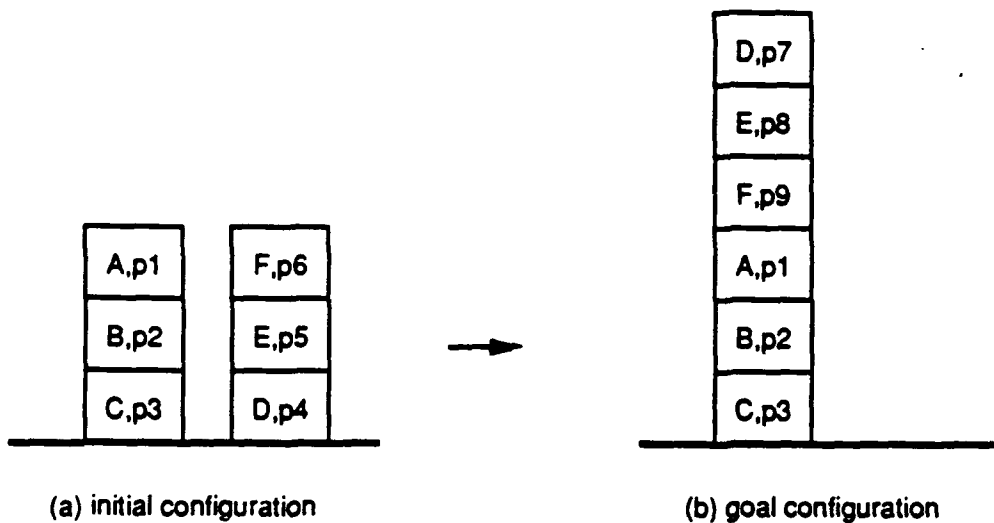 A,p1
B,p2
C,p3
F,p6
E,p5
D,p4
(a) initial configuration
D,p7
E,p8
F,p9
A,p1
B,p2
C,p3
(b) goal configuration